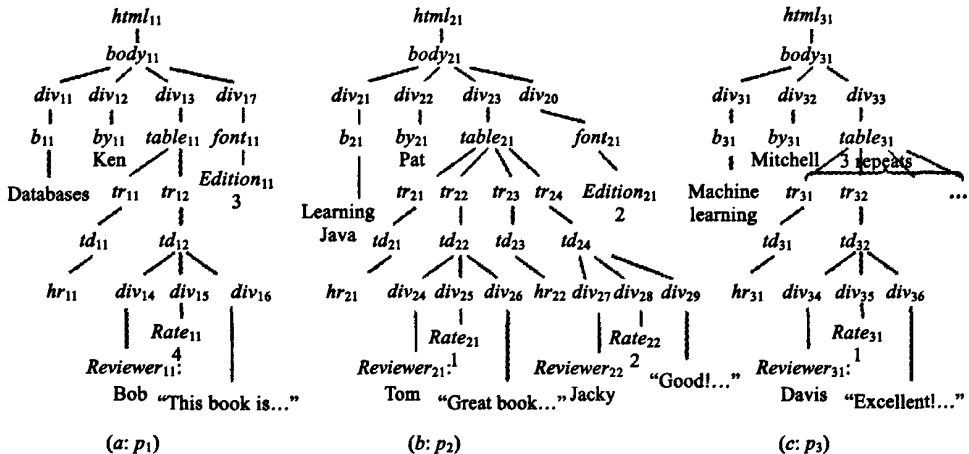 html₁₁ html₂₁ html₃₁
body₁₁ body₂₁ body₃₁
div₁₁ div₁₂ div₁₃ div₁₇ div₂₁ div₂₂ div₂₃ div₂₀ div₃₁ div₃₂ div₃₃
b₁₁ by₁₁ table₁₁ font₁₁ b₂₁ by₂₁ table₂₁ font₂₁ b₃₁ by₃₁ table₃₁
Ken Pat Mitchell 3 repeats
Databases tr₁₁ tr₁₂ Edition₁₁ tr₂₁ tr₂₂ tr₂₃ tr₂₄ Edition₂₁ Machine tr₃₁ tr₃₂ ...
3 Learning 2 learning
Java
td₁₁ td₁₂ td₂₁ td₂₂ td₂₃ td₂₄ td₃₁ td₃₂
hr₁₁ div₁₄ div₁₅ div₁₆ hr₂₁ div₂₄ div₂₅ div₂₆ hr₂₂ div₂₇ div₂₈ div₂₉ hr₃₁ div₃₄ div₃₅ div₃₆
Rate₁₁ Rate₂₁ Rate₂₂ Rate₃₁
4 1 2 1
Reviewer₁₁: Reviewer₂₁: Reviewer₂₂ "Good!..." Reviewer₃₁:
Bob "This book is..." Tom "Great book..." Jacky Davis "Excellent!..."
(a: p₁) (b: p₂) (c: p₃)